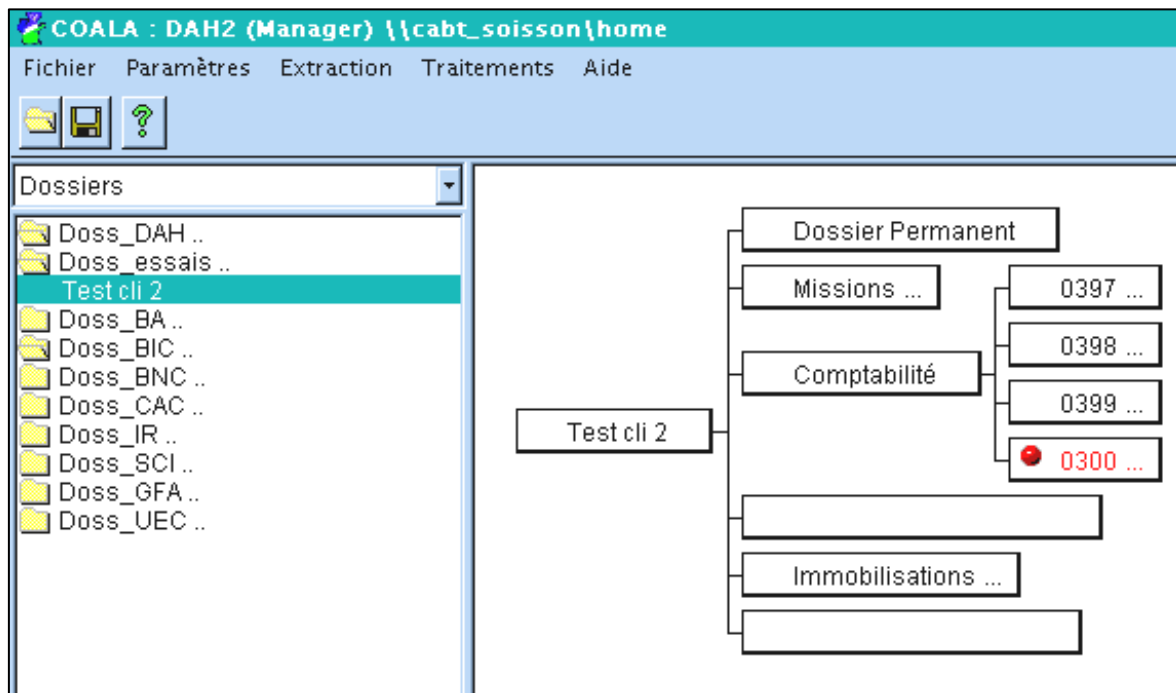 COALA : DAH2 (Manager) \\cabt_soisson\home
Fichier Paramètres Extraction Traitements Aide
Dossiers
Doss_DAH ..
Doss_essais ..
Test cli 2
Doss_BA ..
Doss_BIC ..
Doss_BNC ..
Doss_CAC ..
Doss_IR ..
Doss_SCI ..
Doss_GFA ..
Doss_UEC ..
Test cli 2
Dossier Permanent
Missions ...
Comptabilité
0397 ...
0398 ...
0399 ...
0300 ...
Immobilisations ...